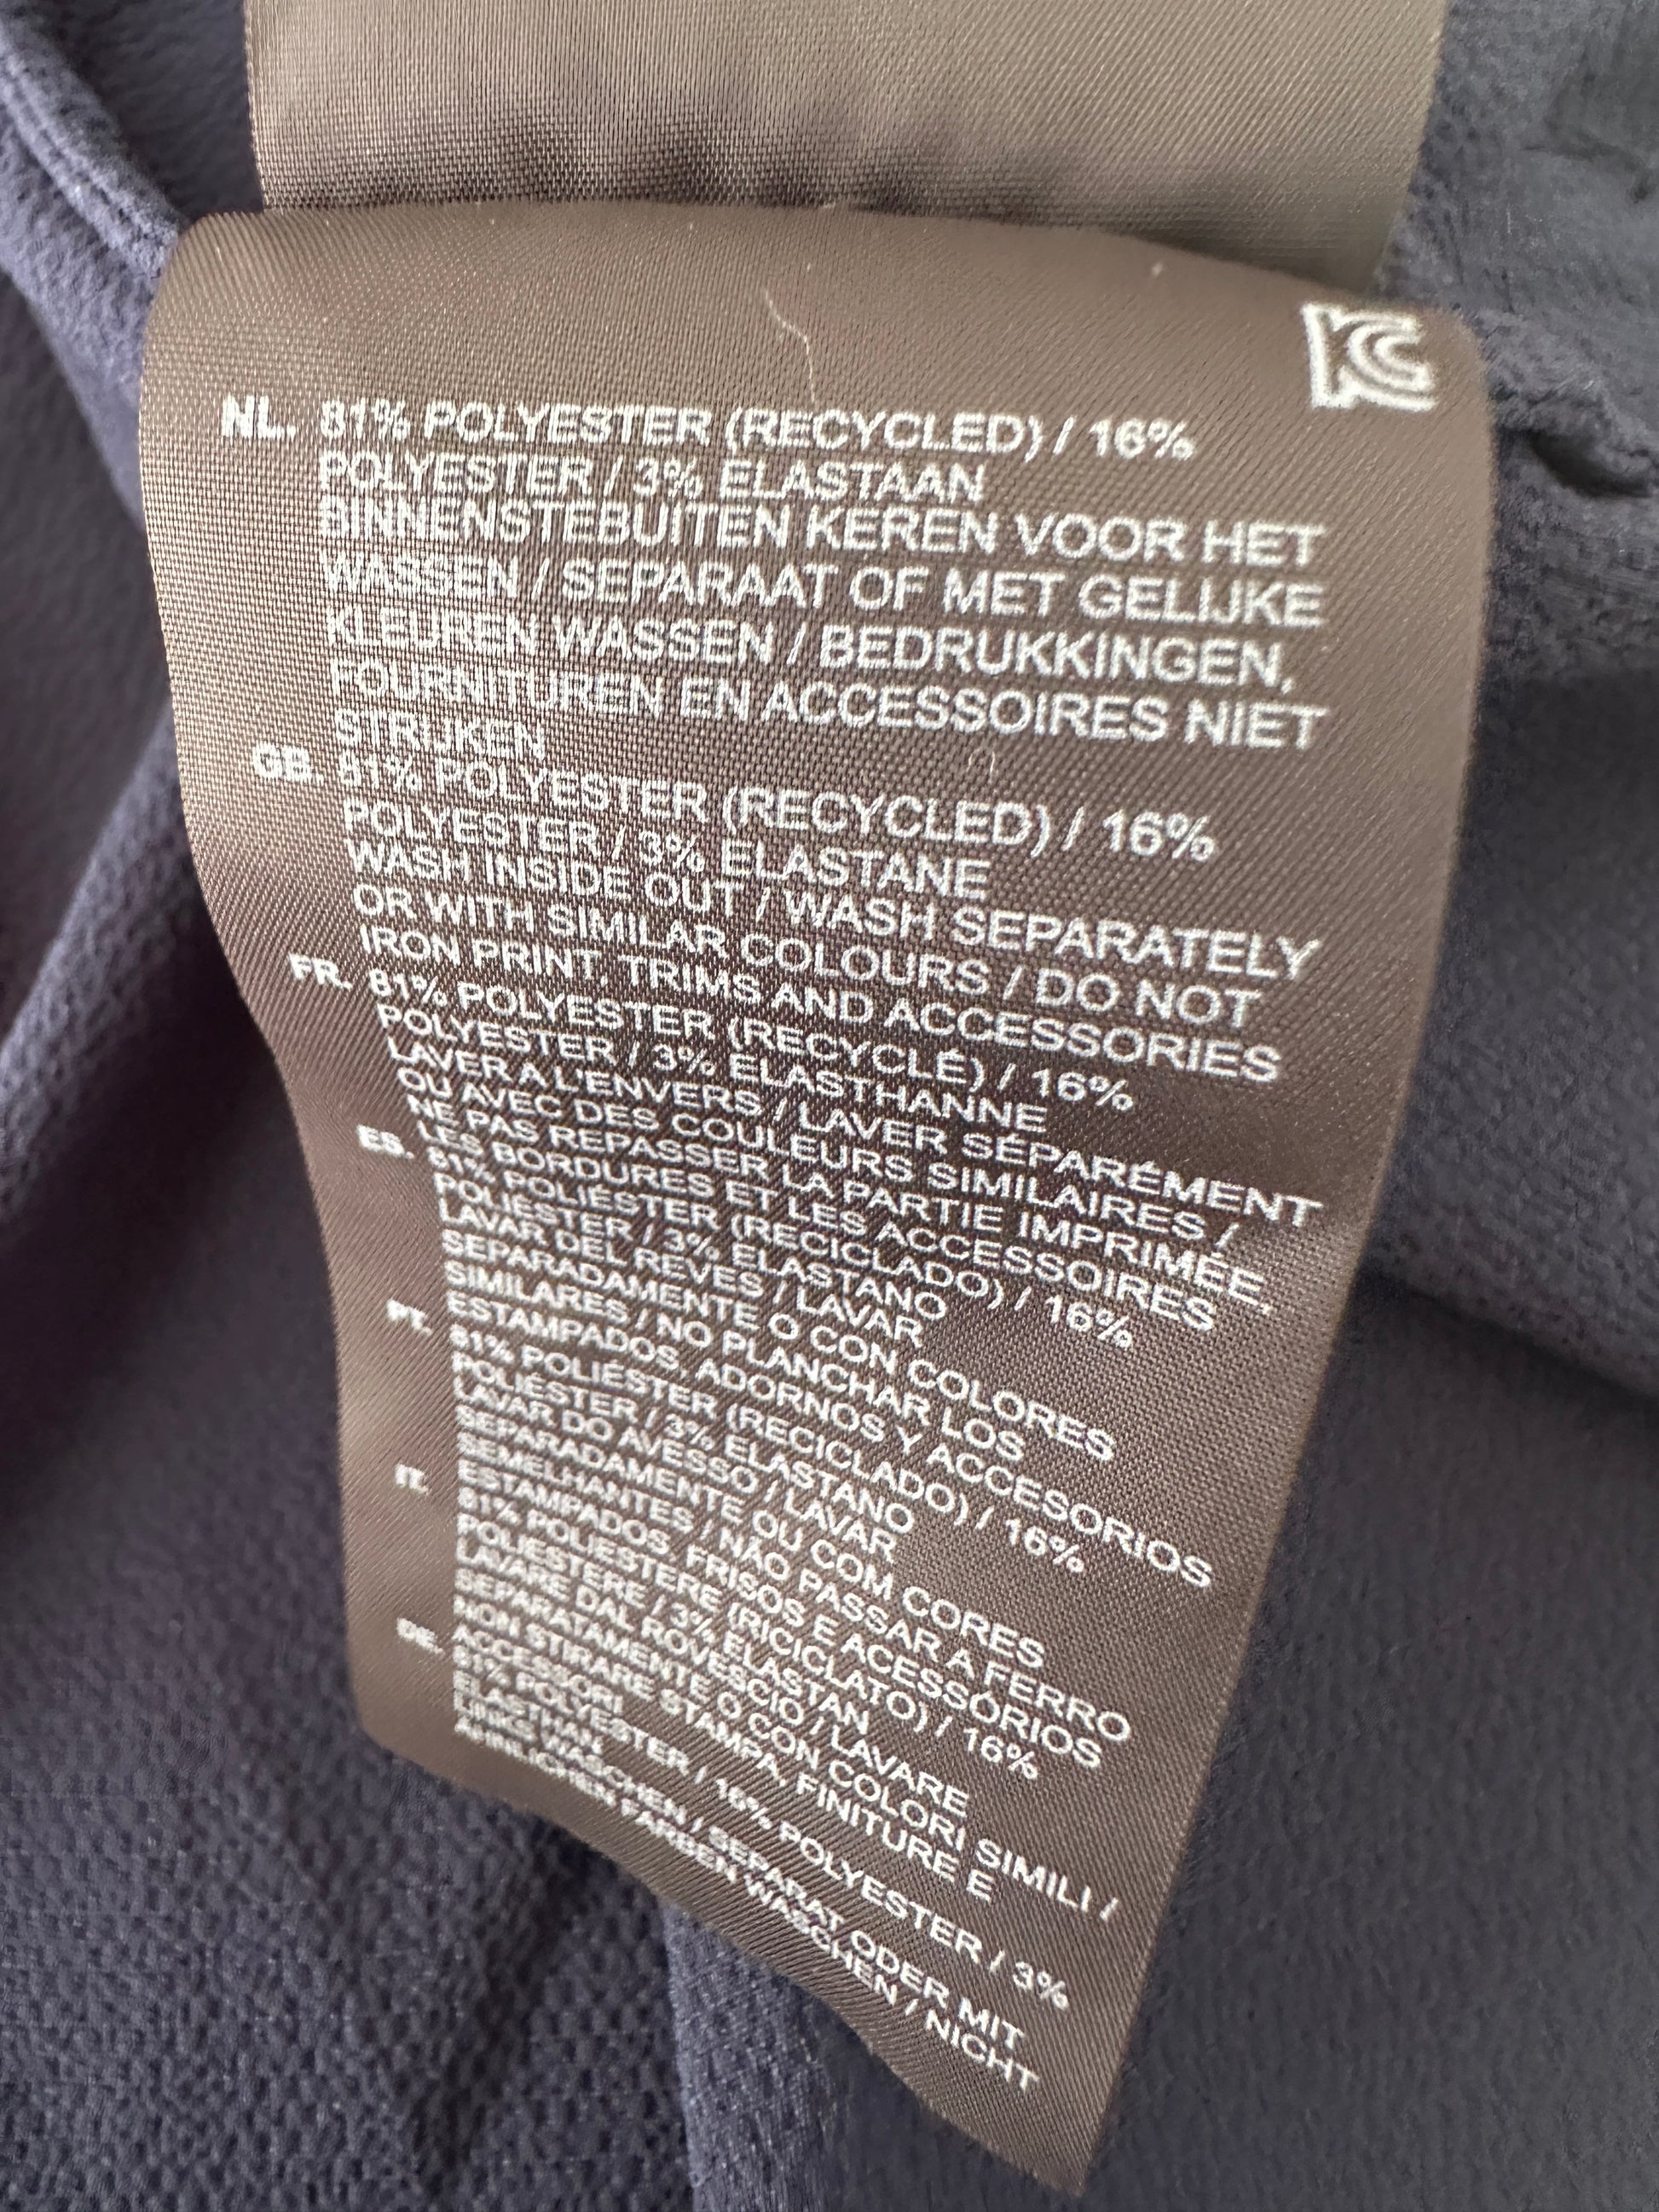 KC
NL. 81% POLYESTER (RECYCLED) / 16%
POLYESTER / 3% ELASTAAN
BINNENSTEBUITEN KEREN VOOR HET
WASSEN / SEPARAAT OF MET GELIJKE
KLEUREN WASSEN / BEDRUKKINGEN,
FOURNITUREN EN ACCESSOIRES NIET
STRIJKEN
GB. 81% POLYESTER (RECYCLED) / 16%
POLYESTER / 3% ELASTANE
WASH INSIDE OUT / WASH SEPARATELY
OR WITH SIMILAR COLOURS / DO NOT
IRON PRINT, TRIMS AND ACCESSORIES
FR. 81% POLYESTER (RECYCLÉ) / 16%
POLYESTER / 3% ELASTHANNE
LAVER A L'ENVERS / LAVER SÉPARÉMENT
OU AVEC DES COULEURS SIMILAIRES /
NE PAS REPASSER LA PARTIE IMPRIMÉE,
LES BORDURES ET LES ACCESSOIRES
ES. 81% POLIÉSTER (RECICLADO) / 16%
POLIÉSTER / 3% ELASTANO
LAVAR DEL REVÉS / LAVAR
SEPARADAMENTE O CON COLORES
SIMILARES / NO PLANCHAR LOS
ESTAMPADOS, ADORNOS Y ACCESORIOS
PT. 81% POLIÉSTER (RECICLADO) / 16%
POLIÉSTER / 3% ELASTANO
LAVAR DO AVESSO / LAVAR
SEPARADAMENTE OU COM CORES
SEMELHANTES / NÃO PASSAR A FERRO
ESTAMPADOS, FRISOS E ACESSÓRIOS
IT. 81% POLIESTERE (RICICLATO) / 16%
POLIESTERE / 3% ELASTAN
LAVARE DAL ROVESCIO / LAVARE
SEPARATAMENTE O CON COLORI SIMILI /
NON STIRARE STAMPA, FINITURE E
ACCESSORI
DE. 81% POLYESTER / 16% POLYESTER / 3%
ELASTHAN
LINKS WASCHEN / SEPARAT ODER MIT
ÄHNLICHEN FARBEN WASCHEN / NICHT